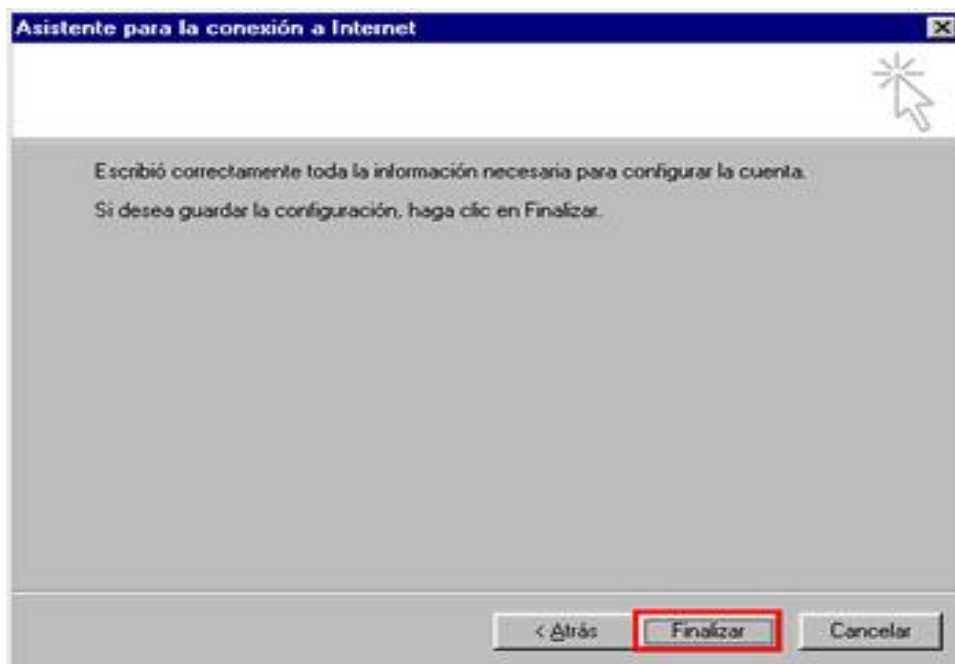 Asistente para la conexión a Internet
Escribió correctamente toda la información necesaria para configurar la cuenta.
Si desea guardar la configuración, haga clic en Finalizar.
< Atrás Finalizar Cancelar